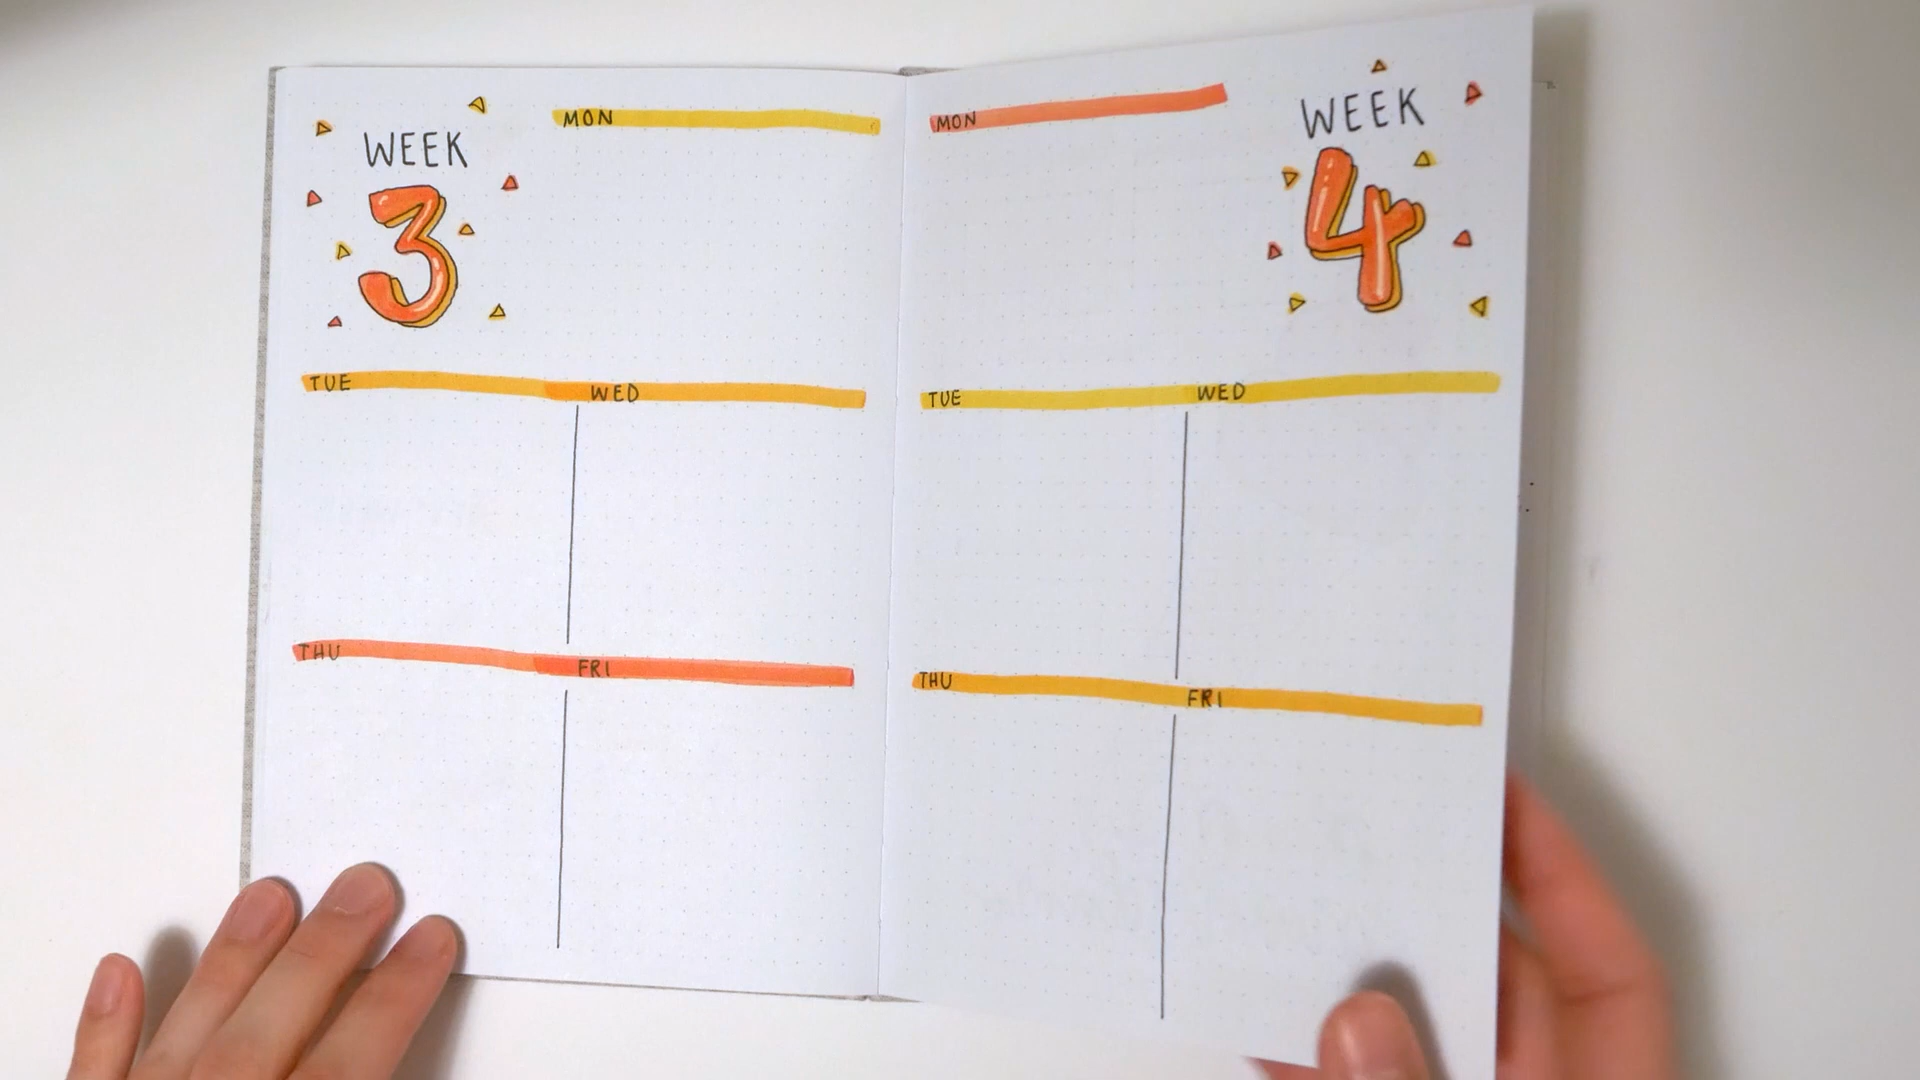 WEEK
3
MON
TUE
WED
THU
FRI
MON
WEEK
4
TUE
WED
THU
FRI